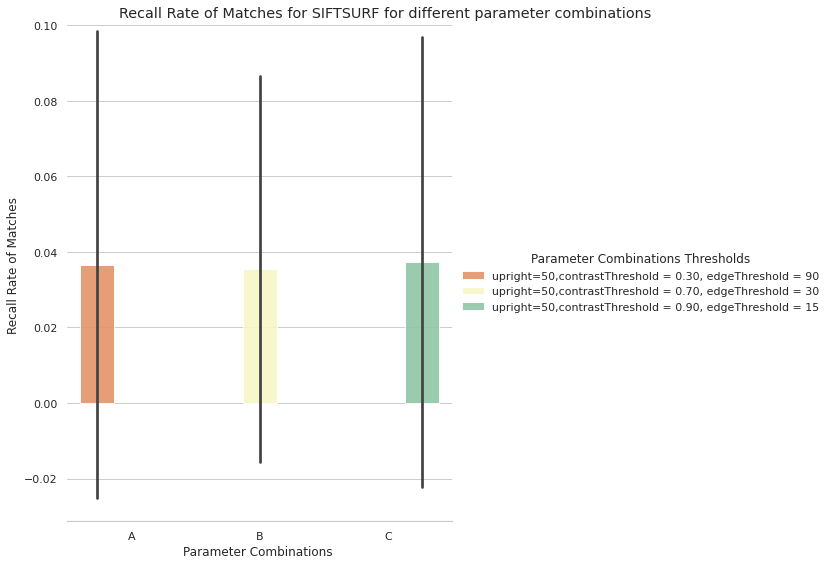 Recall Rate of Matches for SIFTSURF for different parameter combinations
0.10
0.08
0.06
0.04
0.02
0.00
−0.02
Recall Rate of Matches
A B C
Parameter Combinations
Parameter Combinations Thresholds
upright=50,contrastThreshold = 0.30, edgeThreshold = 90
upright=50,contrastThreshold = 0.70, edgeThreshold = 30
upright=50,contrastThreshold = 0.90, edgeThreshold = 15